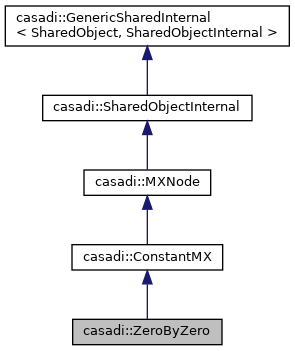 casadi::GenericSharedInternal
< SharedObject, SharedObjectInternal >
casadi::SharedObjectInternal
casadi::MXNode
casadi::ConstantMX
casadi::ZeroByZero